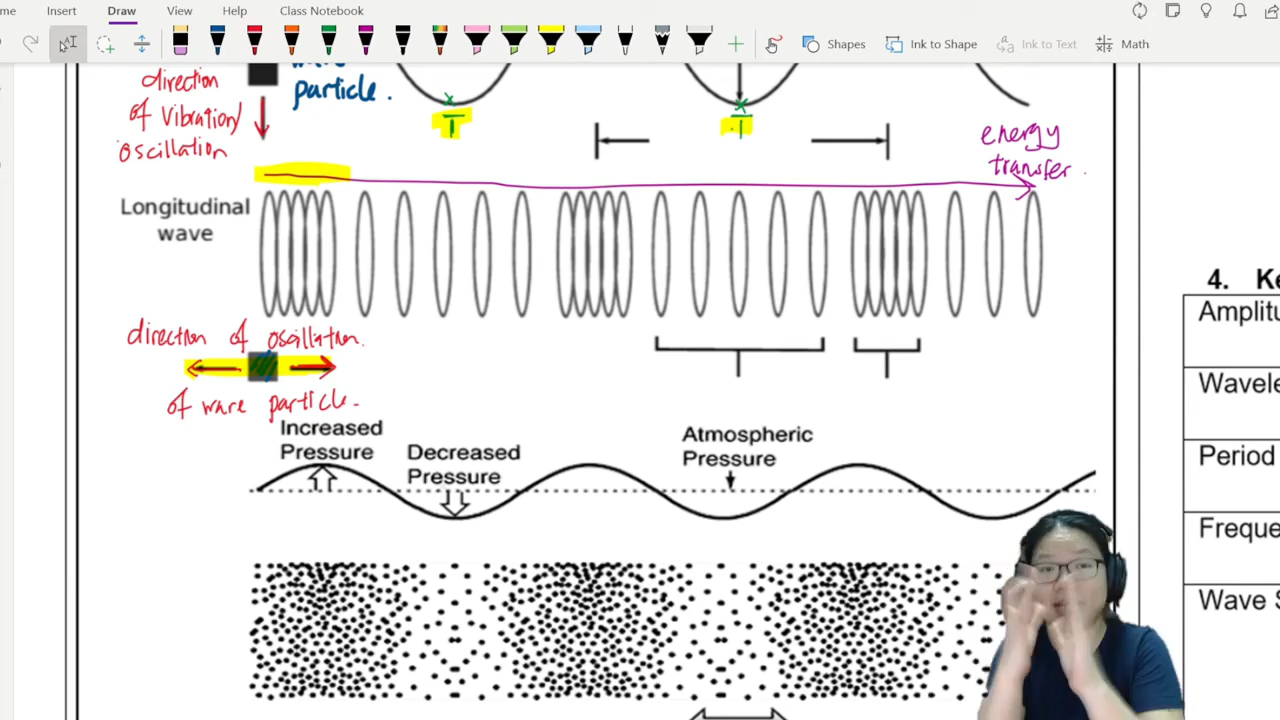 Insert Draw View Help Class Notebook
Shapes Ink to Shape Ink to Text Math
direction
of Vibration/
oscillation
particle.
T
T
energy
transfer.
Longitudinal
wave
direction of oscillation.
of wave particle.
Increased
Pressure
Decreased
Pressure
Atmospheric
Pressure
4. Ke
Amplitu
Wavele
Period
Freque
Wave S